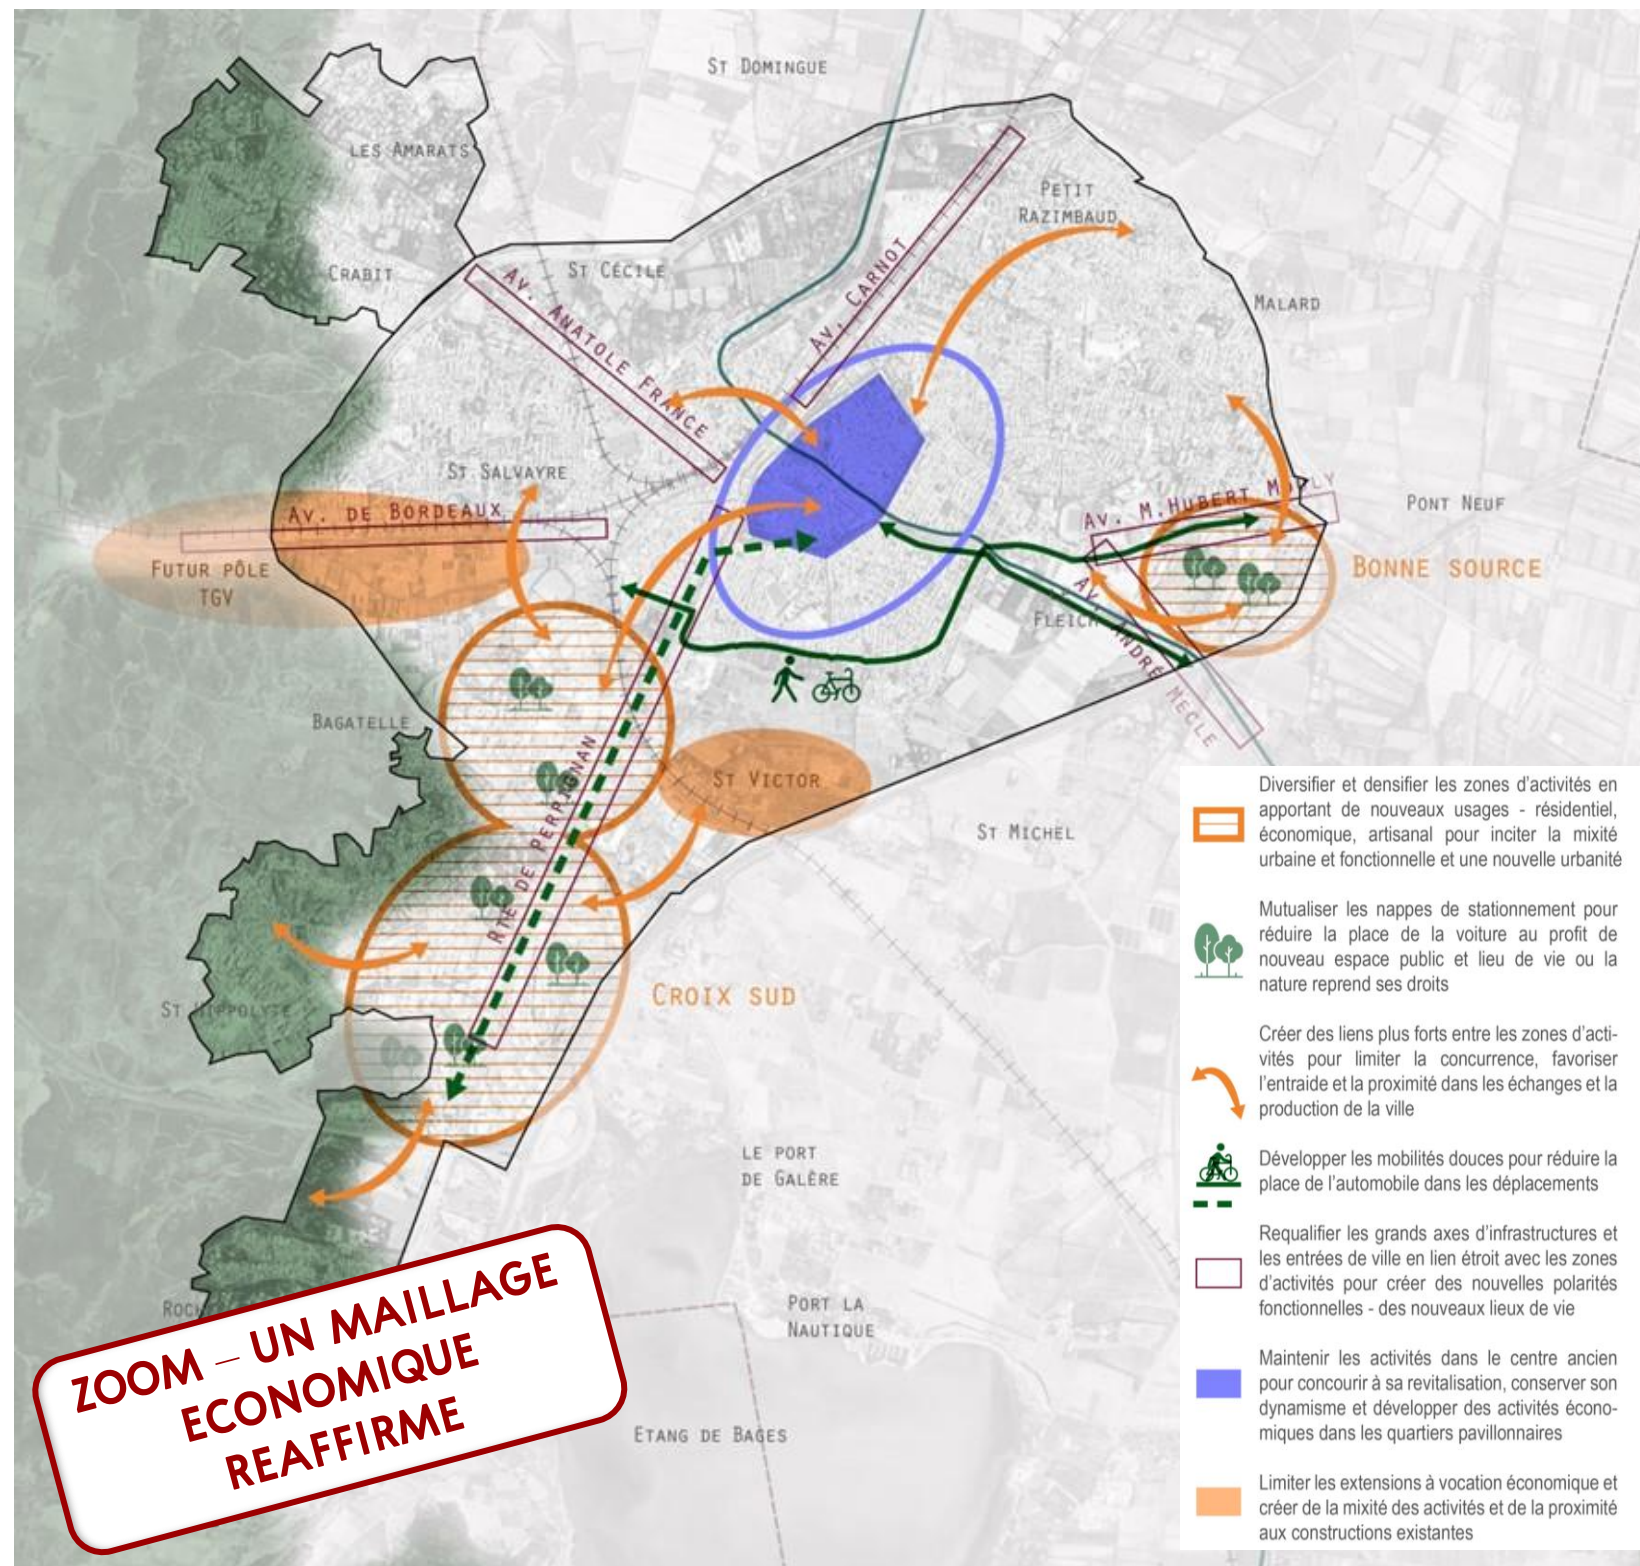 ST DOMINGUE
LES AMARATS
PETIT
RAZIMBAUD
CRABIT
ST CÉCILE
AV. CARNOT
AV. ANATOLE FRANCE
MALARD
ST SALVAYRE
AV. DE BORDEAUX
AV. M.HUBERT
PONT NEUF
FUTUR PÔLE
TGV
BONNE SOURCE
AV. ANDRÉ MECLE
BAGATELLE
ST VICTOR
RTE DE PERPIGNAN
ST MICHEL
CROIX SUD
ST HIPPOLYTE
LE PORT
DE GALÈRE
PORT LA
NAUTIQUE
ETANG DE BAGES
ZOOM – UN MAILLAGE
ECONOMIQUE
REAFFIRME
Diversifier et densifier les zones d'activités en
apportant de nouveaux usages - résidentiel,
économique, artisanal pour inciter la mixité
urbaine et fonctionnelle et une nouvelle urbanité
Mutualiser les nappes de stationnement pour
réduire la place de la voiture au profit de
nouveau espace public et lieu de vie ou la
nature reprend ses droits
Créer des liens plus forts entre les zones d'acti-
vités pour limiter la concurrence, favoriser
l'entraide et la proximité dans les échanges et la
production de la ville
Développer les mobilités douces pour réduire la
place de l'automobile dans les déplacements
Requalifier les grands axes d'infrastructures et
les entrées de ville en lien étroit avec les zones
d'activités pour créer des nouvelles polarités
fonctionnelles - des nouveaux lieux de vie
Maintenir les activités dans le centre ancien
pour concourir à sa revitalisation, conserver son
dynamisme et développer des activités écono-
miques dans les quartiers pavillonnaires
Limiter les extensions à vocation économique et
créer de la mixité des activités et de la proximité
aux constructions existantes